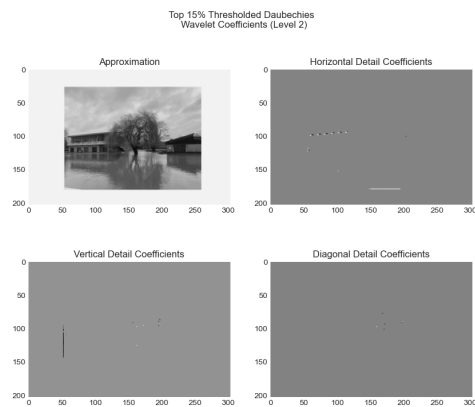 Top 15% Thresholded Daubechies
Wavelet Coefficients (Level 2)
Approximation
0
50
100
150
200
0 50 100 150 200 250 300
Horizontal Detail Coefficients
0
50
100
150
200
0 50 100 150 200 250 300
Vertical Detail Coefficients
0
50
100
150
200
0 50 100 150 200 250 300
Diagonal Detail Coefficients
0
50
100
150
200
0 50 100 150 200 250 300